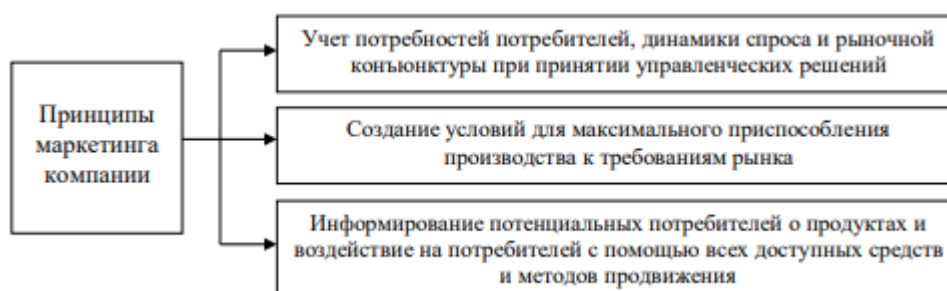 Принципы
маркетинга
компании
Учет потребностей потребителей, динамики спроса и рыночной
конъюнктуры при принятии управленческих решений
Создание условий для максимального приспособления
производства к требованиям рынка
Информирование потенциальных потребителей о продуктах и
воздействие на потребителей с помощью всех доступных средств
и методов продвижения